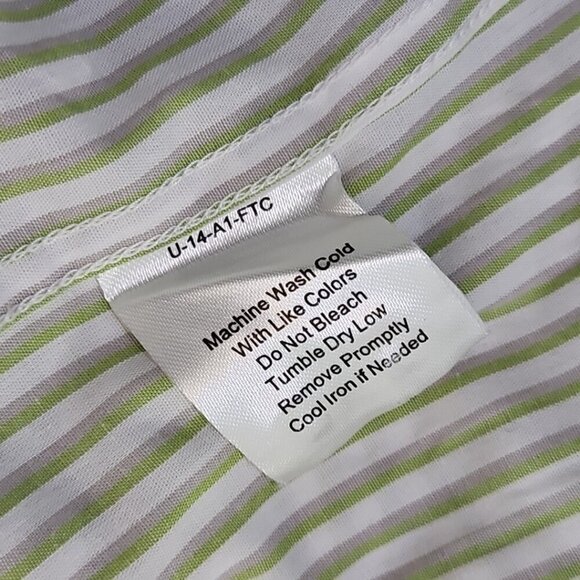 U-14-A1-FTC
Machine Wash Cold
With Like Colors
Do Not Bleach
Tumble Dry Low
Remove Promptly
Cool Iron if Needed